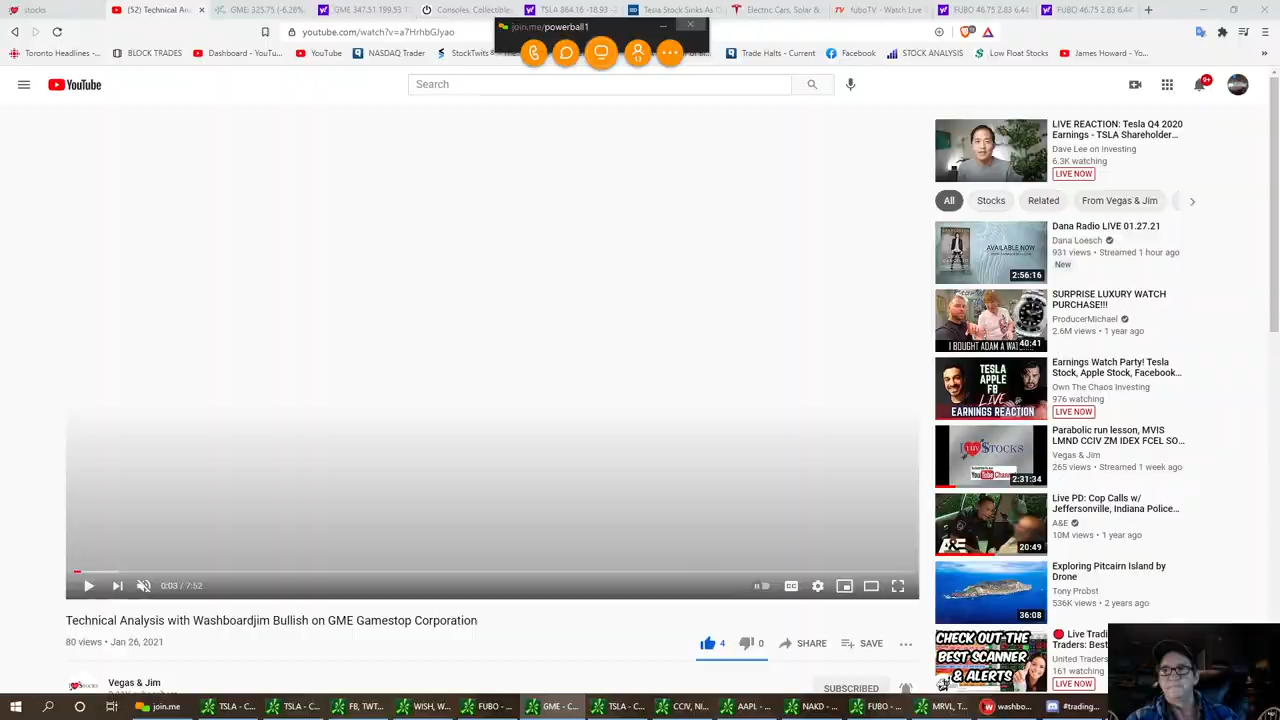 stocks
(52) Technical An
GME: 325.75 (-6.28%
GME 347.51 199.53 1
Consoles, Collectible
TSLA 864.16 -18.93
Tesla Stock Sinks As
Electric Cars, Solar &
fuboTV - fuboTV Inc
FUBO 46.75 2.83 6.44
FUBO 46.75 2.83 6.44
join.me/powerball1
youtube.com/watch?v=a7HrhbGJyao
13
Toronto Headlines
BLOCK TRADES
Dashboard - YouTu...
YouTube
NASDAQ Trader
StockTwits
Trade Halts - Current
Facebook
STOCK ANALYSIS
Low Float Stocks
James Howard - Yo...
YouTube
Search
9+
LIVE REACTION: Tesla Q4 2020
Earnings - TSLA Shareholder...
Dave Lee on Investing
6.3K watching
LIVE NOW
All
Stocks
Related
From Vegas & Jim
AVAILABLE NOW
2:56:16
Dana Radio LIVE 01.27.21
Dana Loesch
931 views • Streamed 1 hour ago
New
I BOUGHT ADAM A WATCH
40:41
SURPRISE LUXURY WATCH
PURCHASE!!!
ProducerMichael
2.6M views • 1 year ago
TESLA
APPLE
FB
LIVE
EARNINGS REACTION
Earnings Watch Party! Tesla
Stock, Apple Stock, Facebook...
Own The Chaos Investing
976 watching
LIVE NOW
STOCKS
You Tube Chan
2:31:34
Parabolic run lesson, MVIS
LMND CCIV ZM IDEX FCEL SO...
Vegas & Jim
265 views • Streamed 1 week ago
A&E
20:49
Live PD: Cop Calls w/
Jeffersonville, Indiana Police...
A&E
10M views • 1 year ago
36:08
Exploring Pitcairn Island by
Drone
Tony Probst
536K views • 2 years ago
CHECK OUT THE
BEST SCANNER
& ALERTS
Live Tradi
Traders: Best
United Traders
161 watching
LIVE NOW
0:03 / 7:52
CC
Technical Analysis with Washboardjim Bullish on GME Gamestop Corporation
80 views • Jan 26, 2021
4
0
SHARE
SAVE
STOCKS
Vegas & Jim
SUBSCRIBED
join.me
TSLA - C...
TSLA - C...
FB, TWT...
WISH, W...
FUBO - ...
GME - C...
TSLA - C...
CCIV, NI...
AAPL - ...
NAKD - ...
FUBO - ...
MRVL, T...
washbo...
#trading...